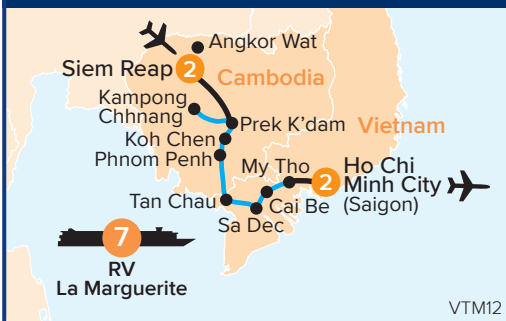 Angkor Wat
Siem Reap 2
Cambodia
Kampong
Chhnang
Prek K'dam
Vietnam
Koh Chen
Phnom Penh
My Tho
Ho Chi
2 Minh City
(Saigon)
Tan Chau
Cai Be
Sa Dec
7
RV
La Marguerite
VTM12